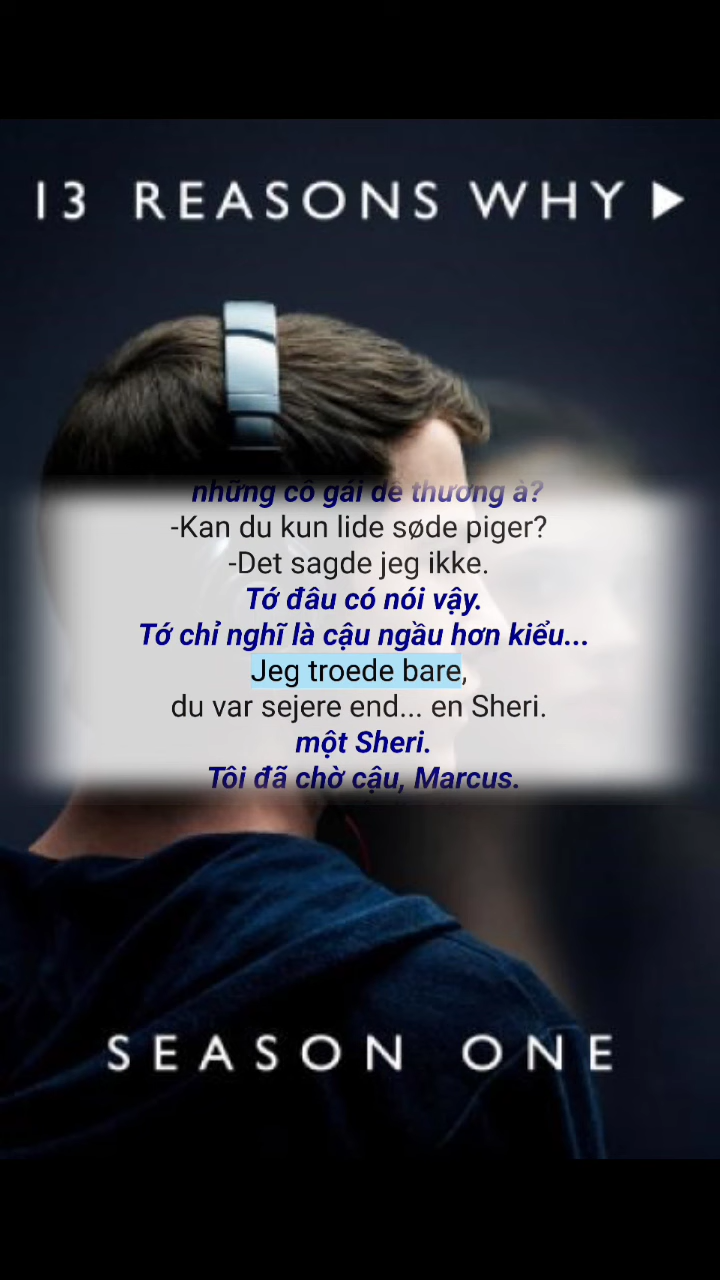 13 REASONS WHY
những cô gái dễ thương à?
-Kan du kun lide søde piger?
-Det sagde jeg ikke.
Tớ đâu có nói vậy.
Tớ chỉ nghĩ là cậu ngầu hơn kiểu...
Jeg troede bare,
du var sejere end... en Sheri.
một Sheri.
Tôi đã chờ cậu, Marcus.
SEASON ONE